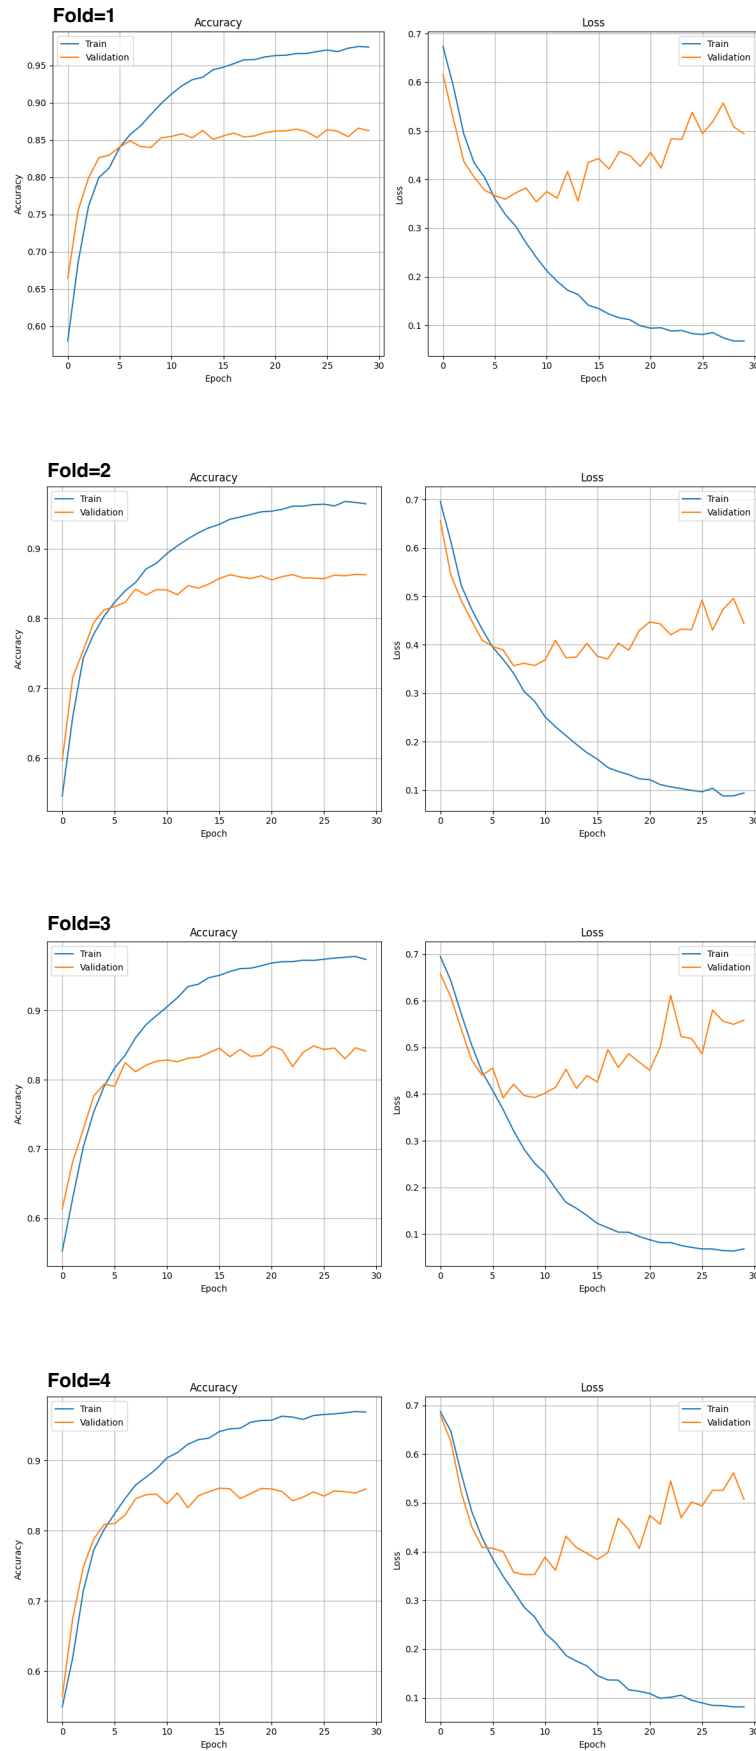 Fold=1
Accuracy
Train
Validation
0.95
0.90
0.85
0.80
0.75
0.70
0.65
0.60
Accuracy
0 5 10 15 20 25 30
Epoch
Loss
Train
Validation
0.7
0.6
0.5
0.4
0.3
0.2
0.1
Loss
0 5 10 15 20 25 30
Epoch
Fold=2
Accuracy
Train
Validation
0.9
0.8
0.7
0.6
Accuracy
0 5 10 15 20 25 30
Epoch
Loss
Train
Validation
0.7
0.6
0.5
0.4
0.3
0.2
0.1
Loss
0 5 10 15 20 25 30
Epoch
Fold=3
Accuracy
Train
Validation
0.9
0.8
0.7
0.6
Accuracy
0 5 10 15 20 25 30
Epoch
Loss
Train
Validation
0.7
0.6
0.5
0.4
0.3
0.2
0.1
Loss
0 5 10 15 20 25 30
Epoch
Fold=4
Accuracy
Train
Validation
0.9
0.8
0.7
0.6
Accuracy
0 5 10 15 20 25 30
Epoch
Loss
Train
Validation
0.7
0.6
0.5
0.4
0.3
0.2
0.1
Loss
0 5 10 15 20 25 30
Epoch